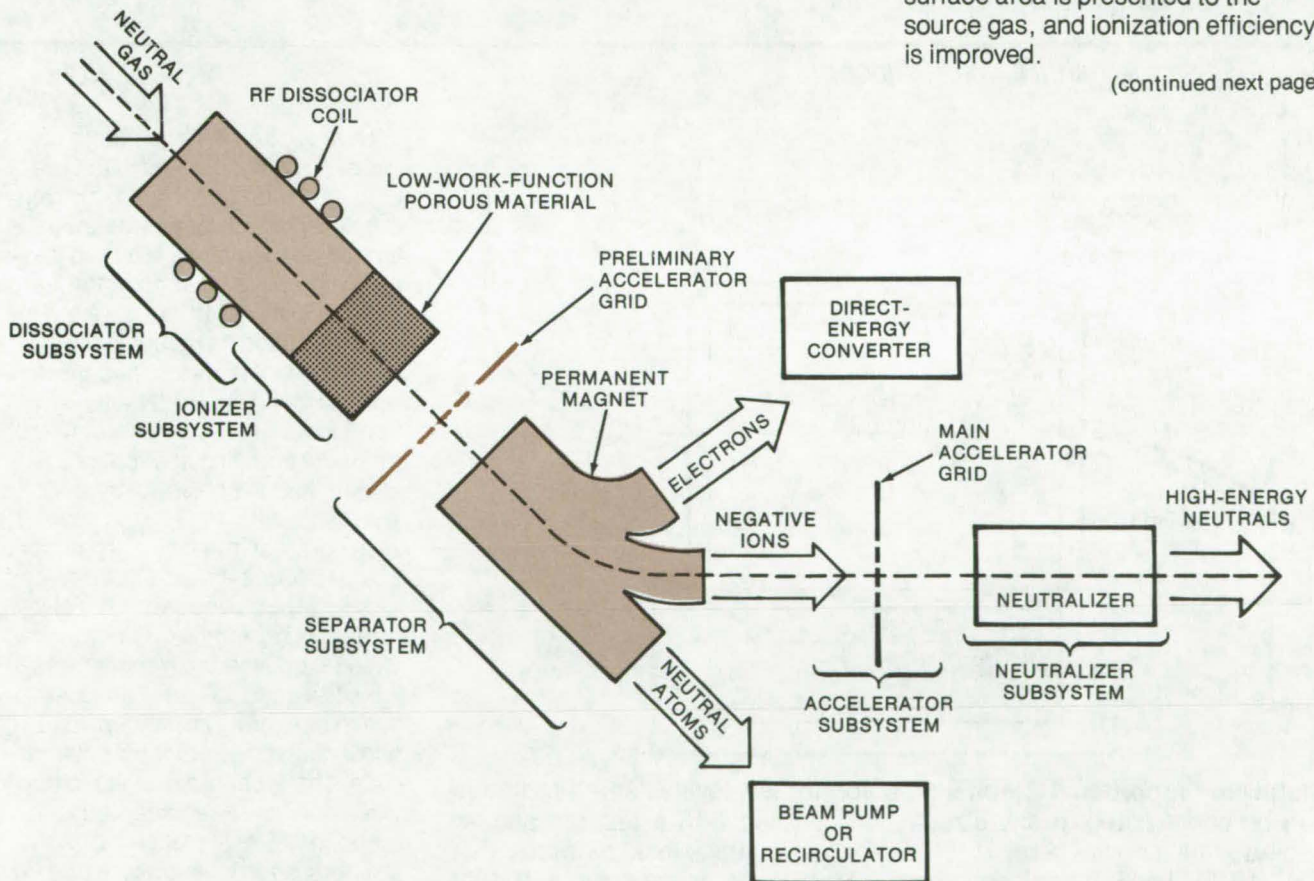 surface area is presented to the
source gas, and ionization efficiency
is improved.
(continued next page
NEUTRAL
GAS
RF DISSOCIATOR
COIL
LOW-WORK-FUNCTION
POROUS MATERIAL
PRELIMINARY
ACCELERATOR
GRID
DISSOCIATOR
SUBSYSTEM
IONIZER
SUBSYSTEM
PERMANENT
MAGNET
DIRECT-
ENERGY
CONVERTER
ELECTRONS
MAIN
ACCELERATOR
GRID
NEGATIVE
IONS
HIGH-ENERGY
NEUTRALS
NEUTRALIZER
SEPARATOR
SUBSYSTEM
NEUTRAL
ATOMS
ACCELERATOR
SUBSYSTEM
NEUTRALIZER
SUBSYSTEM
BEAM PUMP
OR
RECIRCULATOR